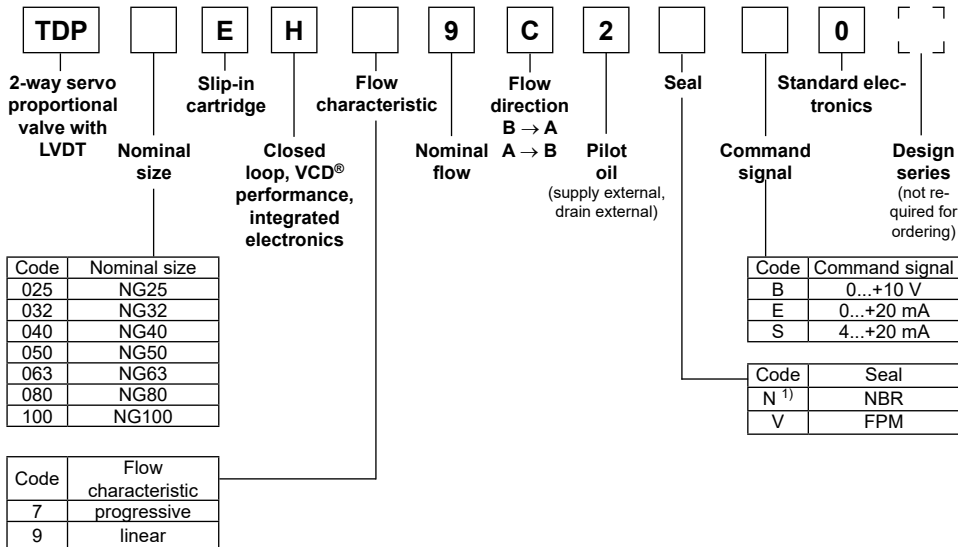 TDP E H 9 C 2 0
2-way servo
proportional
valve with
LVDT
Nominal
size
Slip-in
cartridge
Closed
loop, VCD®
performance,
integrated
electronics
Flow
characteristic
Nominal
flow
Flow
direction
B → A
A → B
Pilot
oil
(supply external,
drain external)
Seal
Command
signal
Standard elec-
tronics
Design
series
(not re-
quired for
ordering)
Code Nominal size
025 NG25
032 NG32
040 NG40
050 NG50
063 NG63
080 NG80
100 NG100
Code Command signal
B 0...+10 V
E 0...+20 mA
S 4...+20 mA
Code Seal
N 1) NBR
V FPM
Code Flow
characteristic
7 progressive
9 linear